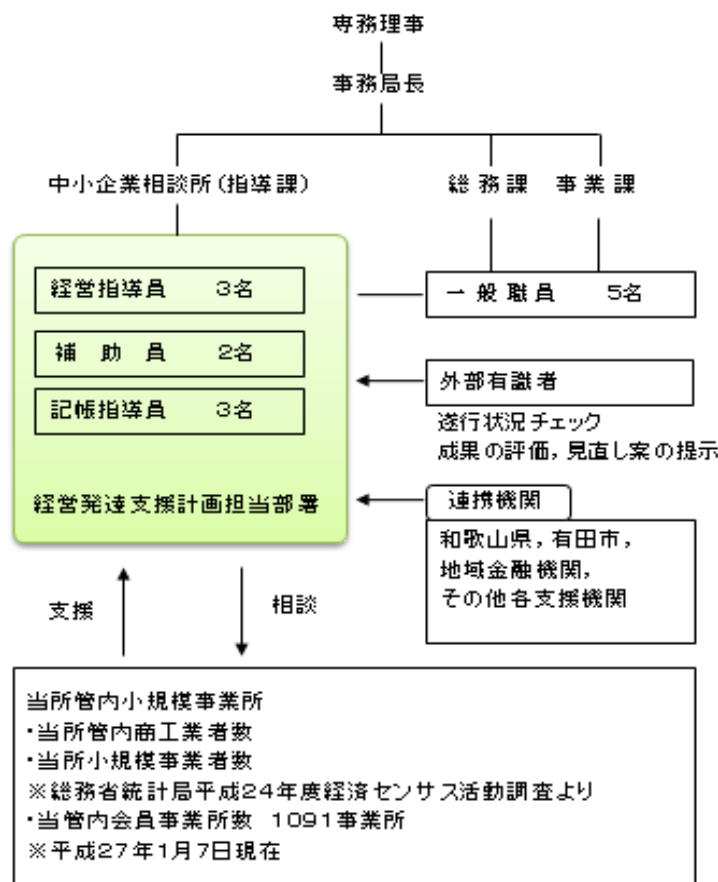 専務理事
事務局長
中小企業相談所(指導課)
総務課 事業課
経営指導員 3名
補助員 2名
記帳指導員 3名
経営発達支援計画担当部署
一般職員 5名
外部有識者
遂行状況チェック
成果の評価,見直し案の提示
連携機関
和歌山県,有田市,
地域金融機関,
その他各支援機関
支援
相談
当所管内小規模事業所
・当所管内商工業者数
・当所小規模事業者数
※総務省統計局平成24年度経済センサス活動調査より
・当管内会員事業所数 1091事業所
※平成27年1月7日現在